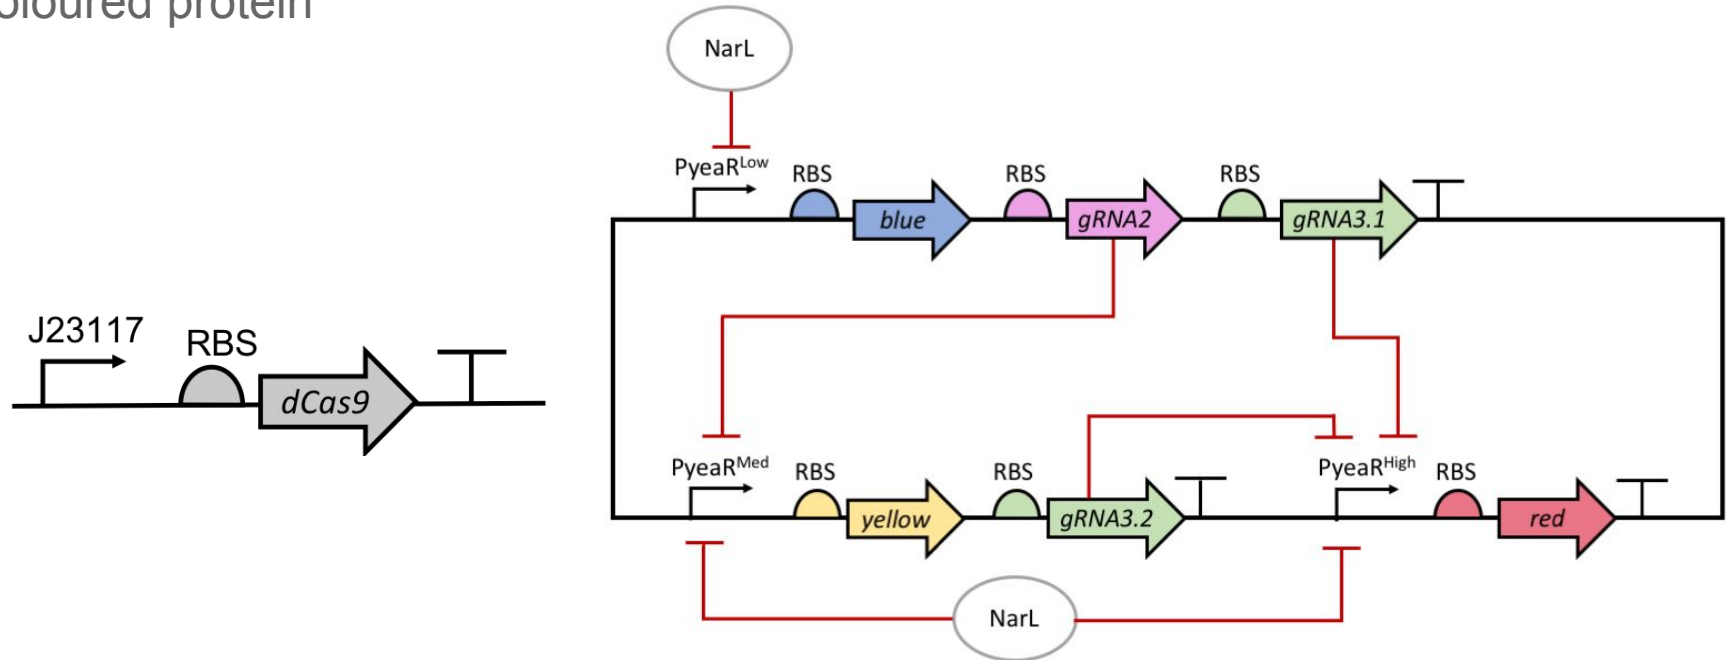 oloured protein
NarL
PyeaR^Low
RBS
RBS
RBS
blue
gRNA2
gRNA3.1
J23117
RBS
dCas9
PyeaR^Med
RBS
RBS
PyeaR^High
RBS
yellow
gRNA3.2
red
NarL